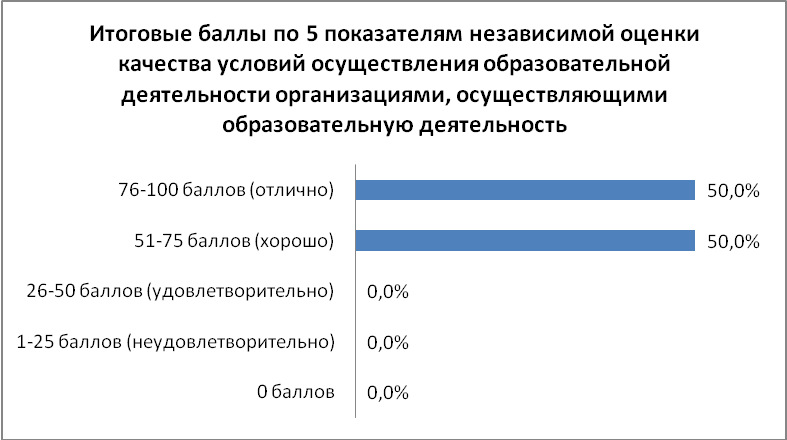 Итоговые баллы по 5 показателям независимой оценки
качества условий осуществления образовательной
деятельности организациями, осуществляющими
образовательную деятельность
76-100 баллов (отлично) 50,0%
51-75 баллов (хорошо) 50,0%
26-50 баллов (удовлетворительно) 0,0%
1-25 баллов (неудовлетворительно) 0,0%
0 баллов 0,0%